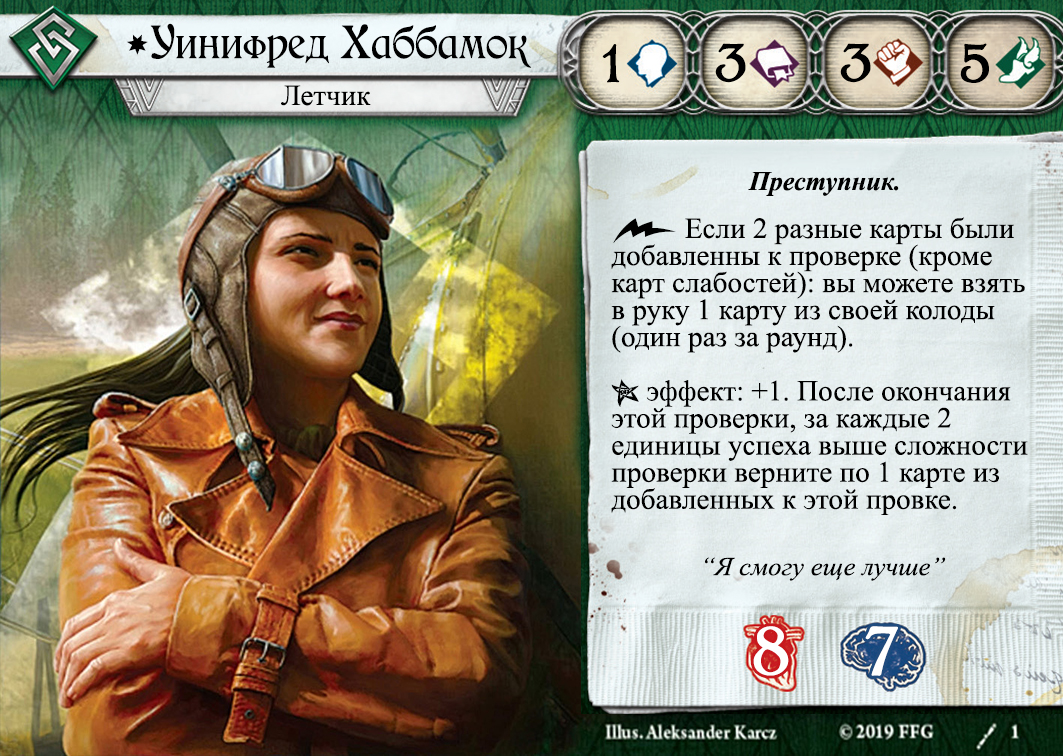 Уинифред Хаббамок
Летчик
1 3 3 5
Преступник.
Если 2 разные карты были
добавленны к проверке (кроме
карт слабостей): вы можете взять
в руку 1 карту из своей колоды
(один раз за раунд).
эффект: +1. После окончания
этой проверки, за каждые 2
единицы успеха выше сложности
проверки верните по 1 карте из
добавленных к этой провке.
“Я смогу еще лучше”
8 7
Illus. Aleksander Karcz © 2019 FFG 1